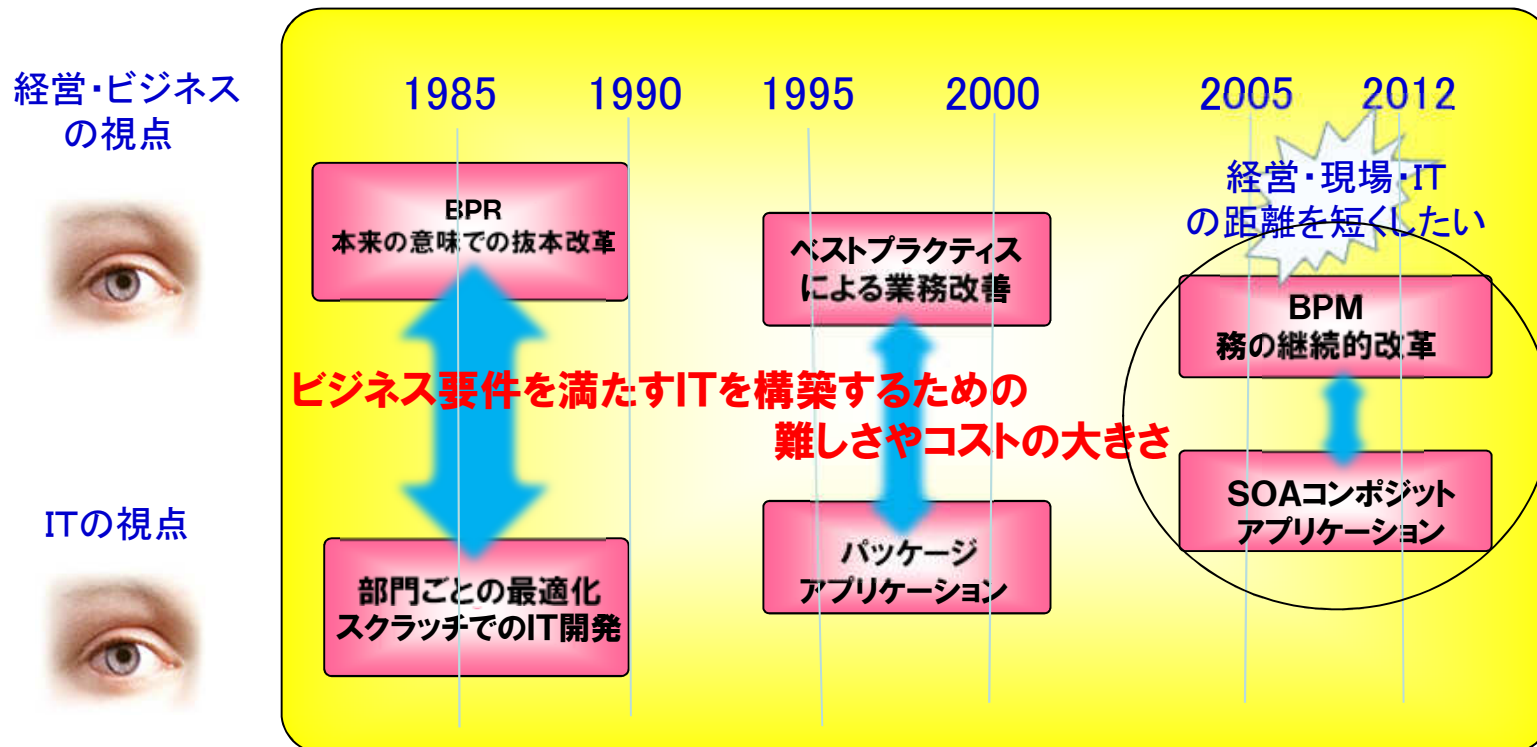 経営・ビジネス
の視点
1985
1990
1995
2000
2005
2012
経営・現場・IT
の距離を短くしたい
BPR
本来の意味での抜本改革
ベストプラクティス
による業務改善
BPM
務の継続的改革
ビジネス要件を満たすITを構築するための
難しさやコストの大きさ
ITの視点
部門ごとの最適化
スクラッチでのIT開発
パッケージ
アプリケーション
SOAコンポジット
アプリケーション